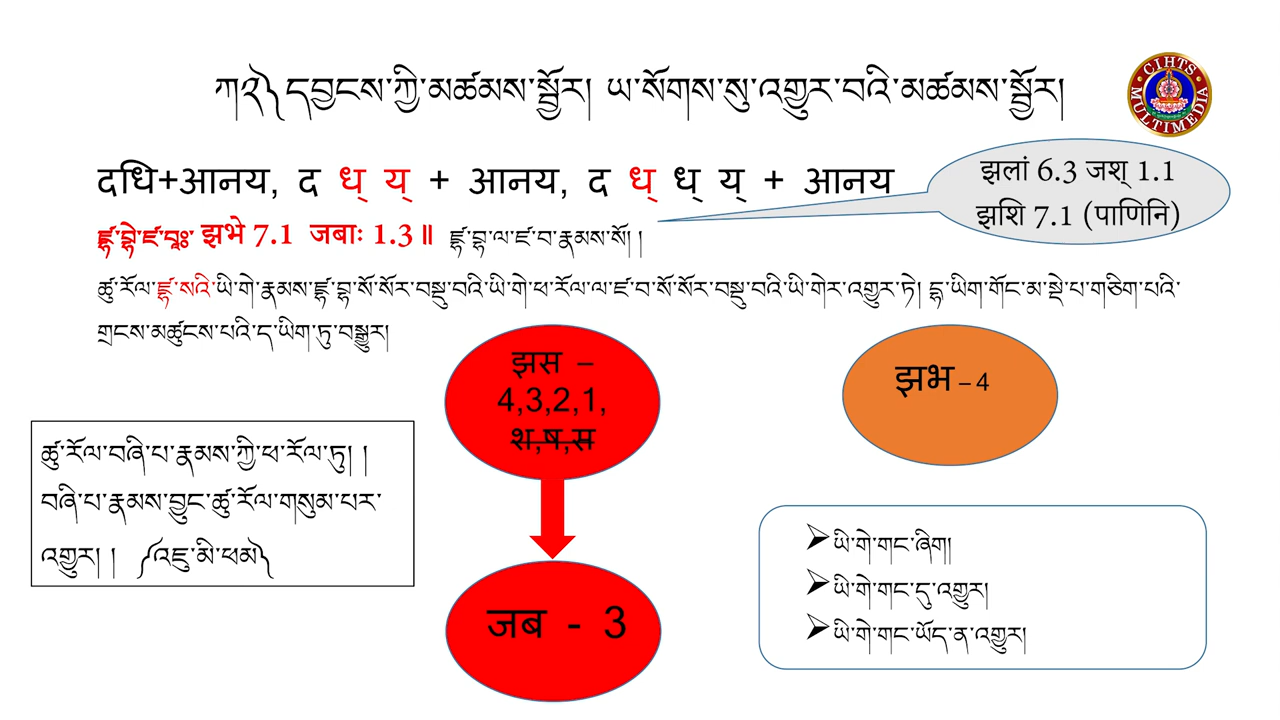 ཀ༢༽ དབྱངས་ཀྱི་མཚམས་སྦྱོར། ཡ་སོགས་སུ་འགྱུར་བའི་མཚམས་སྦྱོར།
CIHTS MULTIMEDIA
दधि+आनय, द ध् य् + आनय, द ध् ध् य् + आनय
झलां 6.3 जश् 1.1
झशि 7.1 (पाणिनि)
झभे 7.1 जबाः 1.3॥ ཛྷ་བྷ་ལ་ཛ་བ་རྣམས་སོ། །
ཚུ་རོལ་ཛྷ་སའི་ཡི་གེ་རྣམས་ཛྷ་བྷ་སོ་སོར་བསྡུ་བའི་ཡི་གེ་ཕ་རོལ་ལ་ཛ་བ་སོ་སོར་བསྡུ་བའི་ཡི་གེར་འགྱུར་ཏེ། དྷ་ཡིག་གོང་མ་སྡེ་པ་གཅིག་པའི་
གྲངས་མཚུངས་པའི་ད་ཡིག་ཏུ་བསྒྱུར།
झस –
4,3,2,1,
श,ष,स
झभ – 4
ཚུ་རོལ་བཞི་པ་རྣམས་ཀྱི་ཕ་རོལ་ཏུ། །
བཞི་པ་རྣམས་བྱུང་ཚུ་རོལ་གསུམ་པར་
འགྱུར། ། ༼འཇུ་མི་ཕམ༽
जब - 3
➢ཡི་གེ་གང་ཞིག།
➢ཡི་གེ་གང་དུ་འགྱུར།
➢ཡི་གེ་གང་ཡོད་ན་འགྱུར།